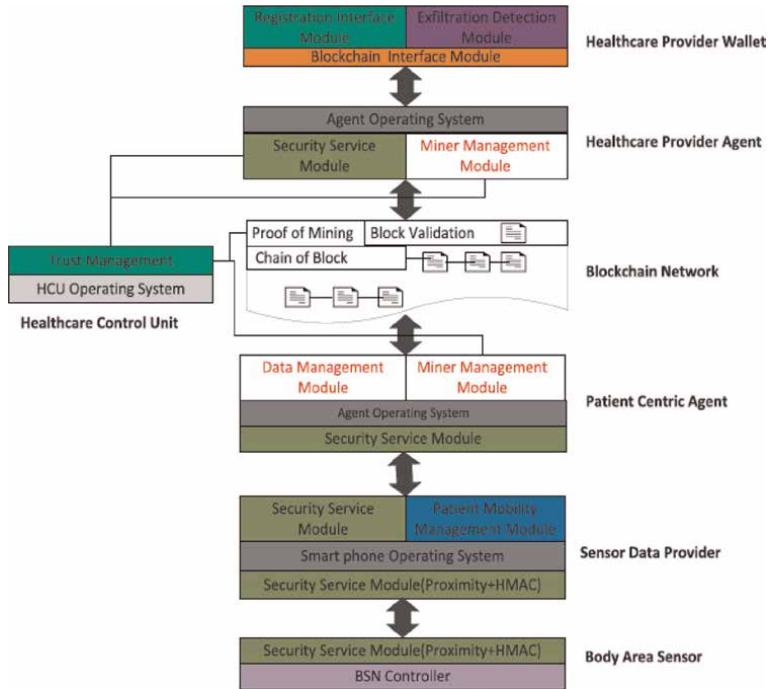 Registration Interface
Module
Exfiltration Detection
Module
Blockchain Interface Module
Healthcare Provider Wallet
Agent Operating System
Security Service
Module
Miner Management
Module
Healthcare Provider Agent
Proof of Mining
Block Validation
Chain of Block
Blockchain Network
Trust Management
HCU Operating System
Healthcare Control Unit
Data Management
Module
Miner Management
Module
Agent Operating System
Security Service Module
Patient Centric Agent
Security Service
Module
Patient Mobility
Management Module
Smart phone Operating System
Security Service Module(Proximity+HMAC)
Sensor Data Provider
Security Service Module(Proximity+HMAC)
BSN Controller
Body Area Sensor